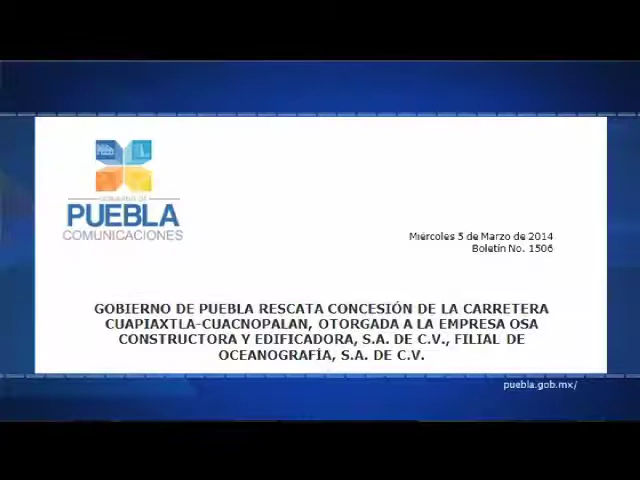 GOBIERNO DE
PUEBLA
COMUNICACIONES
Miércoles 5 de Marzo de 2014
Boletín No. 1506
GOBIERNO DE PUEBLA RESCATA CONCESIÓN DE LA CARRETERA
CUAPIAXTLA-CUACNOPALAN, OTORGADA A LA EMPRESA OSA
CONSTRUCTORA Y EDIFICADORA, S.A. DE C.V., FILIAL DE
OCEANOGRAFÍA, S.A. DE C.V.
puebla.gob.mx/